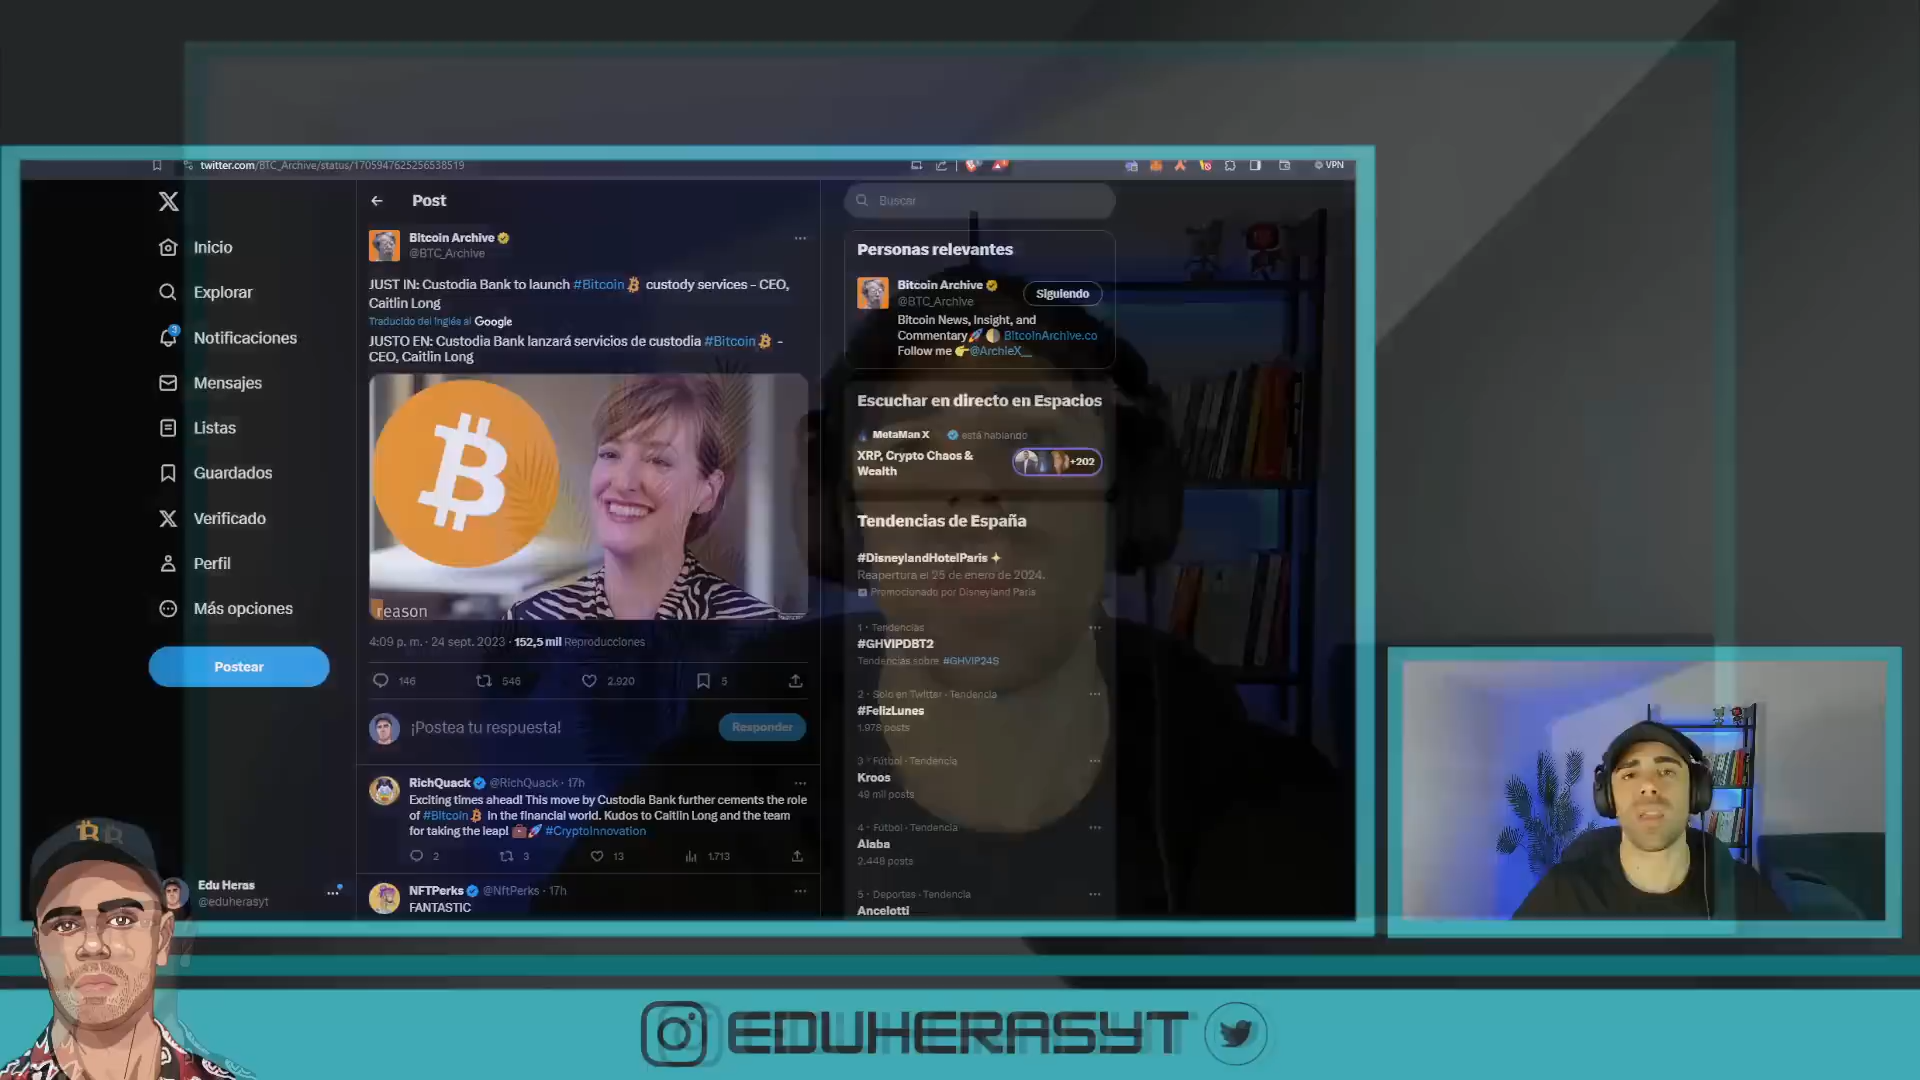 twitter.com/BTC_Archive/status/1705947625256538519
VPN
Inicio
Explorar
3
Notificaciones
Mensajes
Listas
Guardados
Verificado
Perfil
Más opciones
Postear
Edu Heras
@eduherasyt
Post
Bitcoin Archive
@BTC_Archive
JUST IN: Custodia Bank to launch #Bitcoin custody services - CEO,
Caitlin Long
Traducido del inglés al Google
JUSTO EN: Custodia Bank lanzará servicios de custodia #Bitcoin -
CEO, Caitlin Long
reason
4:09 p. m. · 24 sept. 2023 · 152,5 mil Reproducciones
146 546 2.920 5
¡Postea tu respuesta!
Responder
RichQuack @RichQuack · 17h
Exciting times ahead! This move by Custodia Bank further cements the role
of #Bitcoin in the financial world. Kudos to Caitlin Long and the team
for taking the leap! #CryptoInnovation
2 3 13 1.713
NFTPerks @NftPerks · 17h
FANTASTIC
Buscar
Personas relevantes
Bitcoin Archive
@BTC_Archive
Siguiendo
Bitcoin News, Insight, and
Commentary BitcoinArchive.co
Follow me @ArchieX__
Escuchar en directo en Espacios
MetaMan X está hablando
XRP, Crypto Chaos &
Wealth
+202
Tendencias de España
#DisneylandHotelParis
Reapertura el 25 de enero de 2024.
Promocionado por Disneyland Paris
1 · Tendencias
#GHVIPDBT2
Tendencias sobre #GHVIP24S
2 · Solo en Twitter · Tendencia
#FelizLunes
1.978 posts
3 · Fútbol · Tendencia
Kroos
49 mil posts
4 · Fútbol · Tendencia
Alaba
2.448 posts
5 · Deportes · Tendencia
Ancelotti
EDUHERASYT